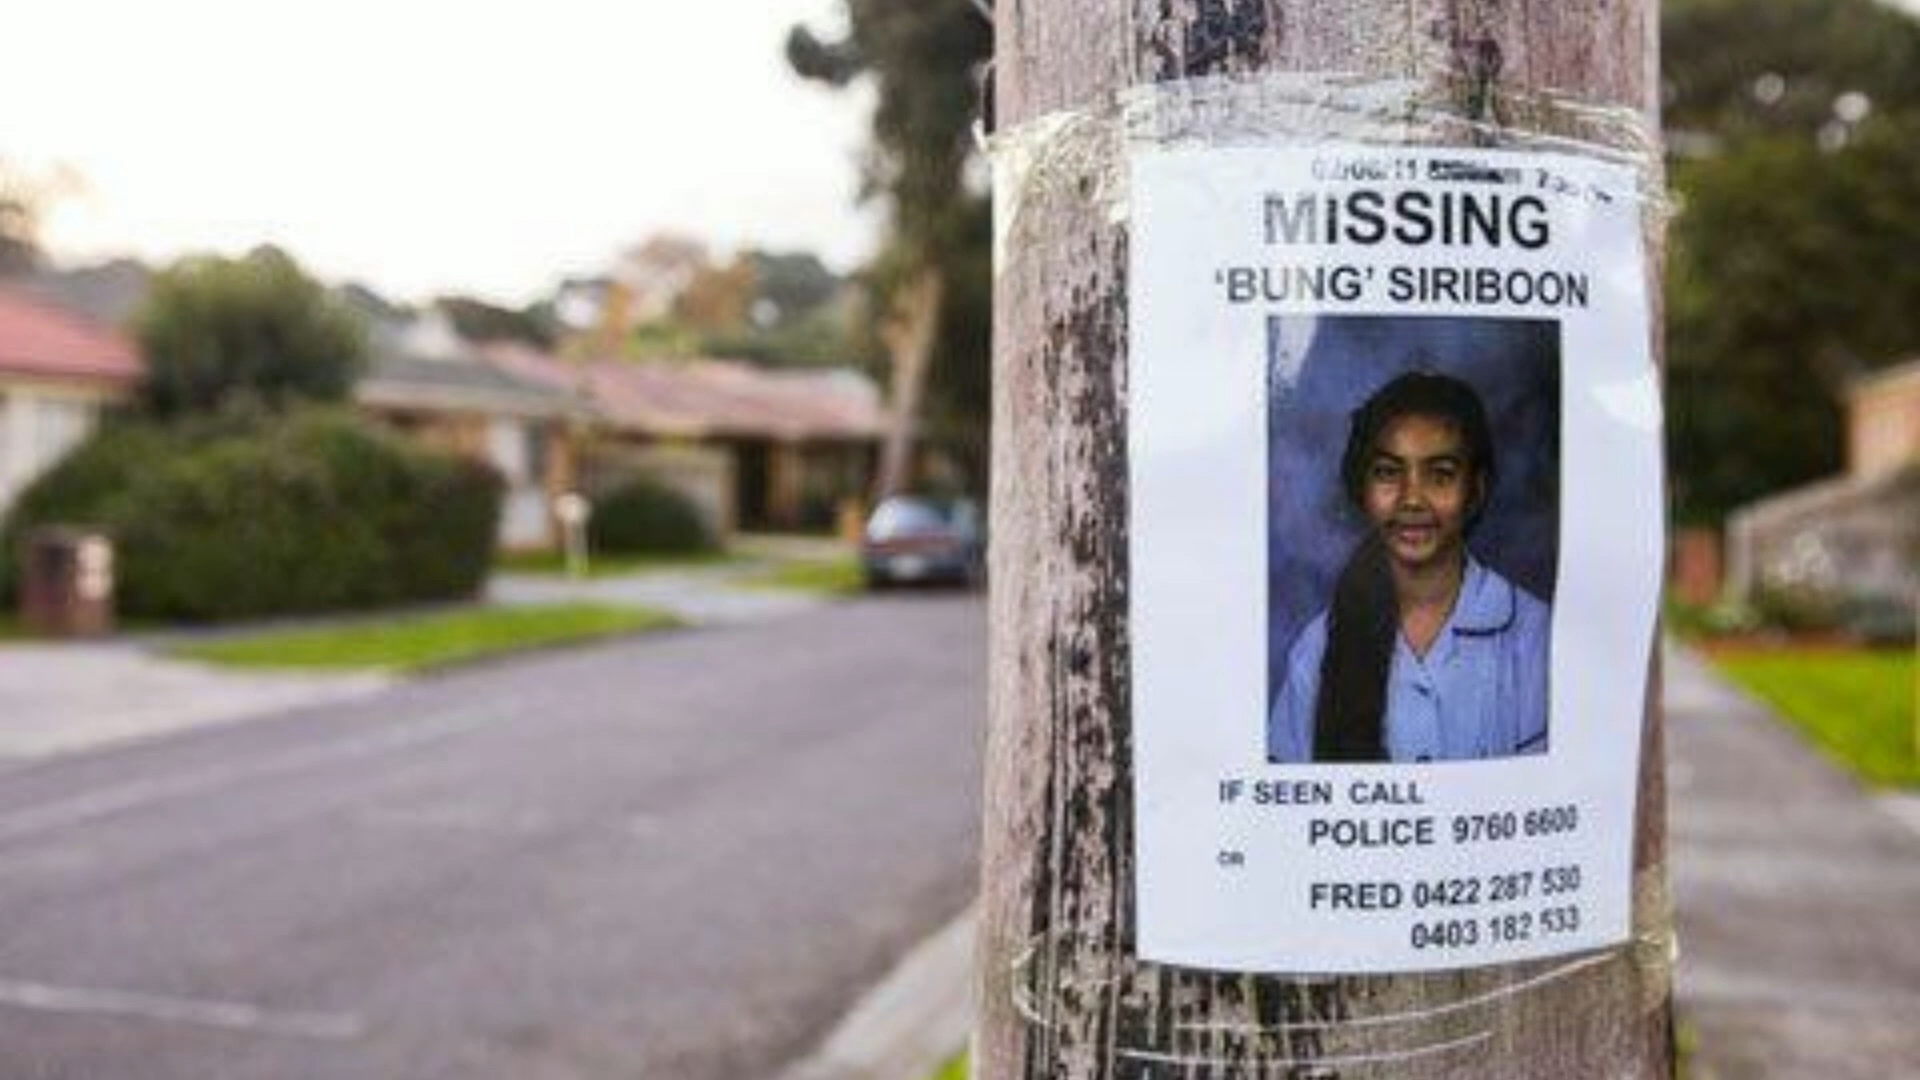 MISSING
'BUNG' SIRIBOON
IF SEEN CALL
POLICE 9760 6600
OR
FRED 0422 287 530
0403 182 533